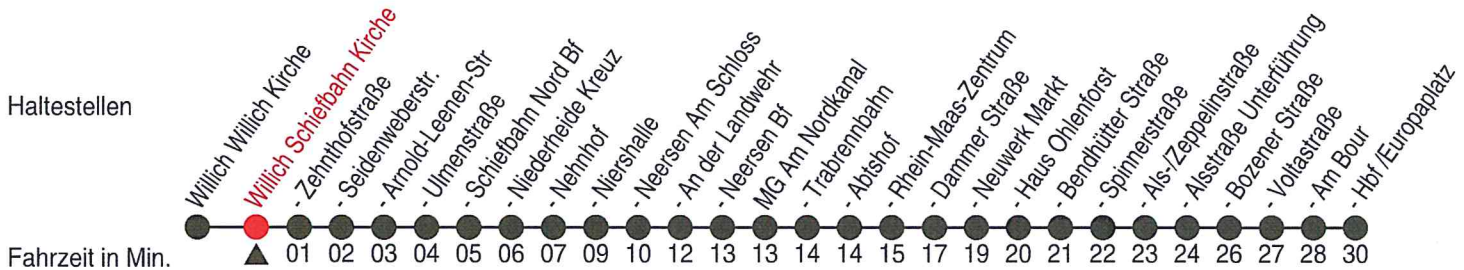 Haltestellen
Willich Willich Kirche
Willich Schiefbahn Kirche
- Zehnthofstraße
- Seidenweberstr.
- Arnold-Leenen-Str
- Ulmenstraße
- Schiefbahn Nord Bf
- Niederheide Kreuz
- Nehnhof
- Niershalle
- Neersen Am Schloss
- An der Landwehr
- Neersen Bf
MG Am Nordkanal
- Trabrennbahn
- Abtshof
- Rhein-Maas-Zentrum
- Dammer Straße
- Neuwerk Markt
- Haus Ohlenforst
- Bendhütter Straße
- Spinnerstraße
- Als-/Zeppelinstraße
- Alsstraße Unterführung
- Bozener Straße
- Voltastraße
- Am Bour
- Hbf /Europaplatz
Fahrzeit in Min. 01 02 03 04 05 06 07 09 10 12 13 13 14 14 15 17 19 20 21 22 23 24 26 27 28 30